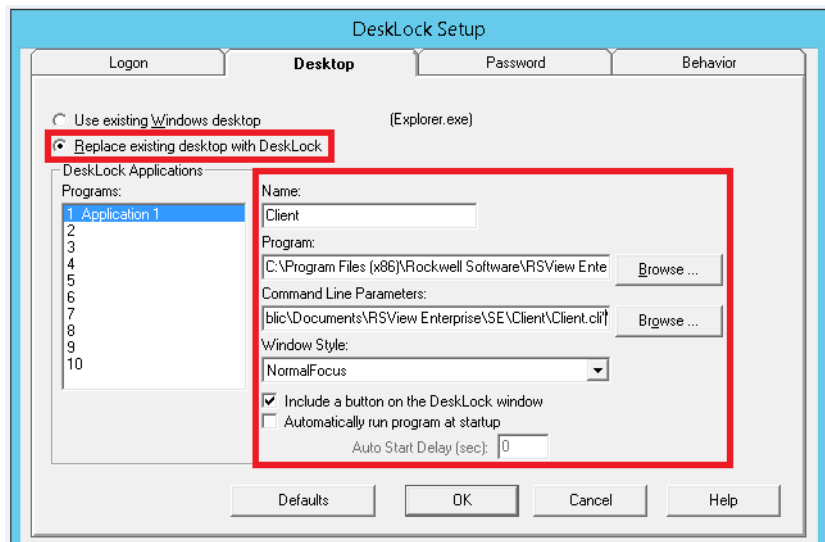 DeskLock Setup
Logon Desktop Password Behavior
Use existing Windows desktop (Explorer.exe)
Replace existing desktop with DeskLock
DeskLock Applications
Programs:
1 Application 1
2
3
4
5
6
7
8
9
10
Name:
Client
Program:
C:\Program Files (x86)\Rockwell Software\RSView Ente
Browse ...
Command Line Parameters:
blic\Documents\RSView Enterprise\SE\Client\Client.cli"
Browse ...
Window Style:
NormalFocus
Include a button on the DeskLock window
Automatically run program at startup
Auto Start Delay (sec): 0
Defaults OK Cancel Help